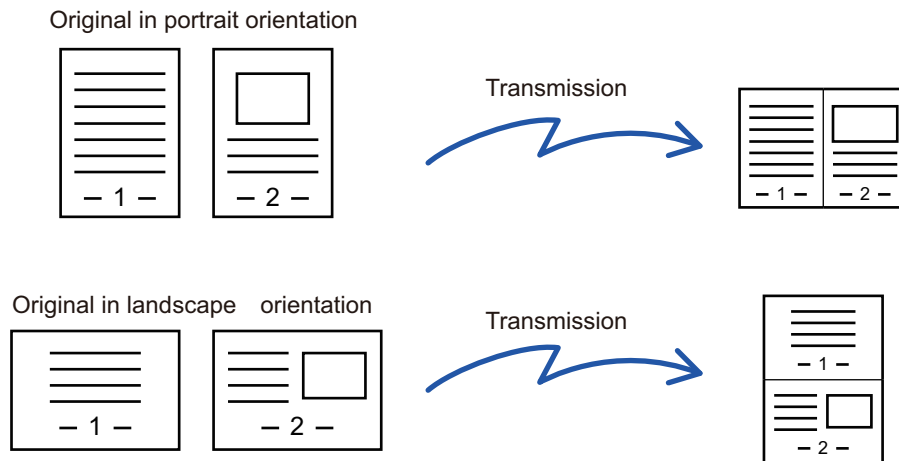 Original in portrait orientation
Transmission
– 1 –
– 2 –
– 1 –
– 2 –
Original in landscape orientation
Transmission
– 1 –
– 2 –
– 1 –
– 2 –